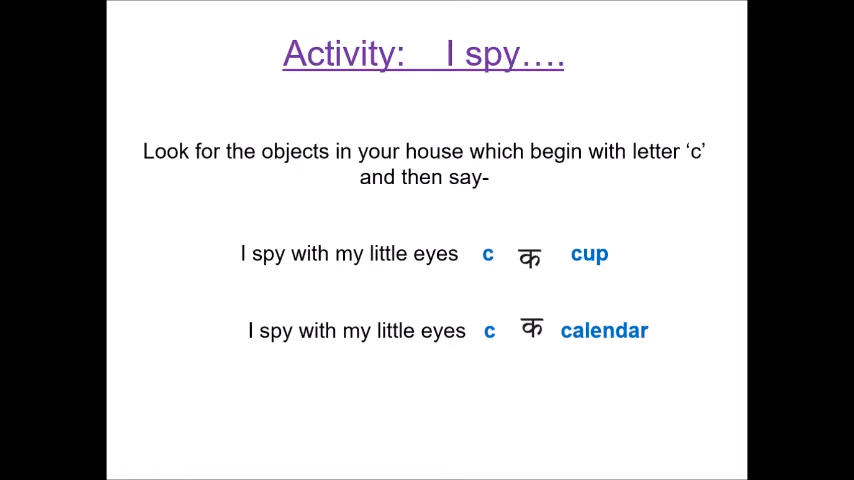 Activity: I spy….
Look for the objects in your house which begin with letter ‘c’
and then say-
I spy with my little eyes c क cup
I spy with my little eyes c क calendar